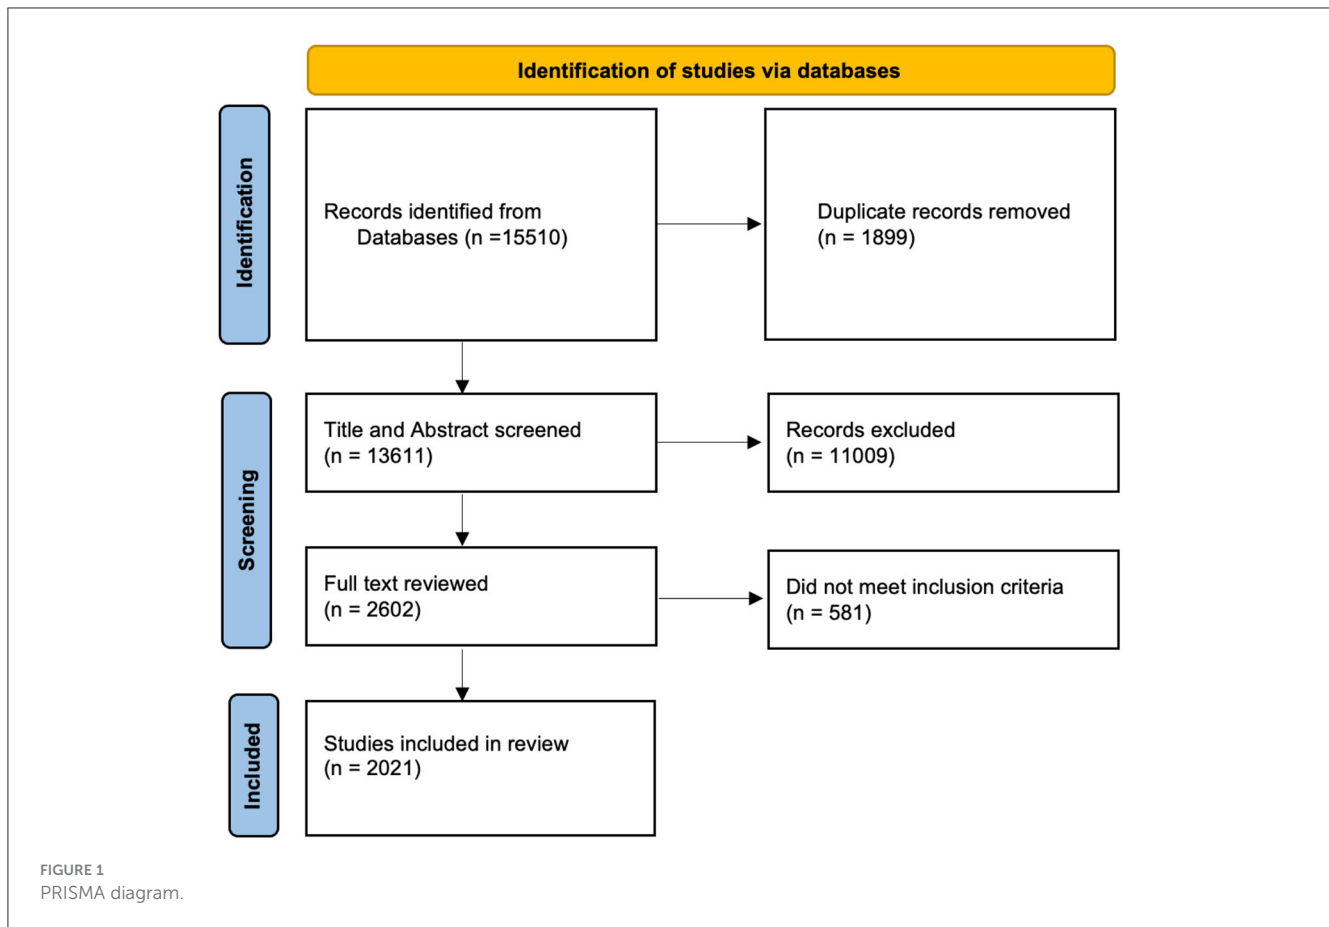 Identification of studies via databases
Identification
Records identified from
Databases (n =15510)
Duplicate records removed
(n = 1899)
Screening
Title and Abstract screened
(n = 13611)
Records excluded
(n = 11009)
Full text reviewed
(n = 2602)
Did not meet inclusion criteria
(n = 581)
Included
Studies included in review
(n = 2021)
FIGURE 1
PRISMA diagram.